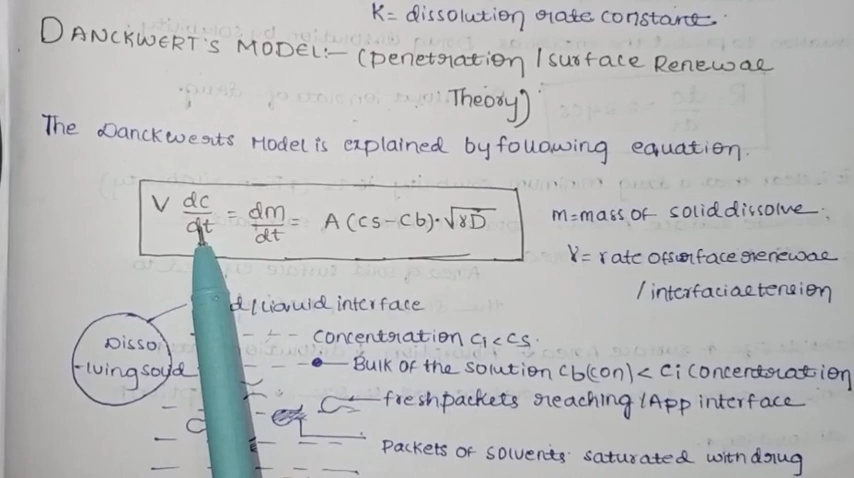 K= dissolution rate constant.
DANCKWERT'S MODEL:- (penetration / surface Renewal
Theory)
The Danckwerts Model is explained by following equation.
V dc/dt = dm/dt = A (Cs-Cb)·√γD
m=mass of solid dissolve.
γ= rate of surface renewal
/ interfacial tension
d/liquid interface
Concentration Ci<Cs.
Disso
-lving solid
Bulk of the solution Cb(con) < Ci Concentration
fresh packets reaching / App interface
Packets of solvents saturated with drug